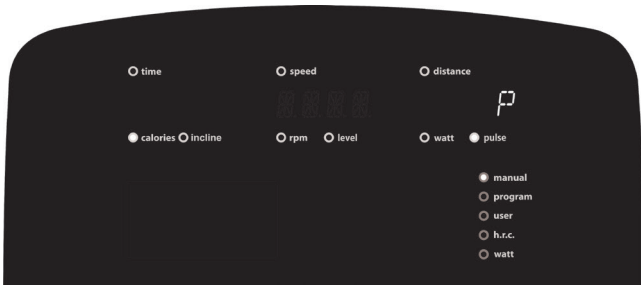 time speed distance
P
calories incline rpm level watt pulse
manual
program
user
h.r.c.
watt